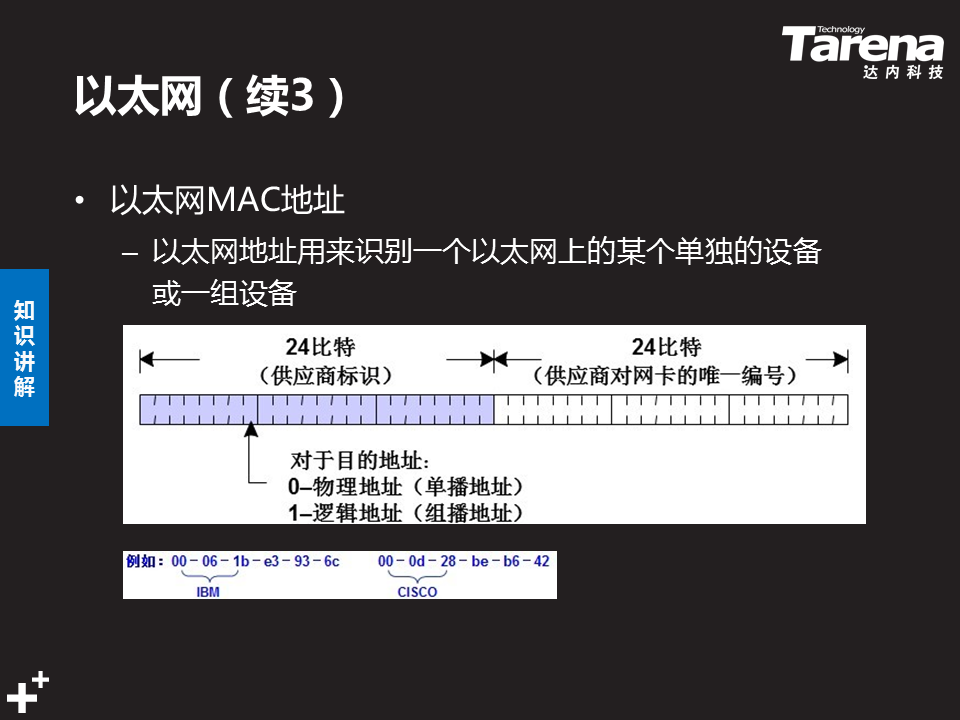 Technology
Tarena
达内科技
以太网（续3）
• 以太网MAC地址
– 以太网地址用来识别一个以太网上的某个单独的设备
或一组设备
知识讲解
24比特 24比特
（供应商标识） （供应商对网卡的唯一编号）
对于目的地址：
0–物理地址（单播地址）
1–逻辑地址（组播地址）
例如：00－06－1b－e3－93－6c 00－0d－28－be－b6－42
IBM CISCO